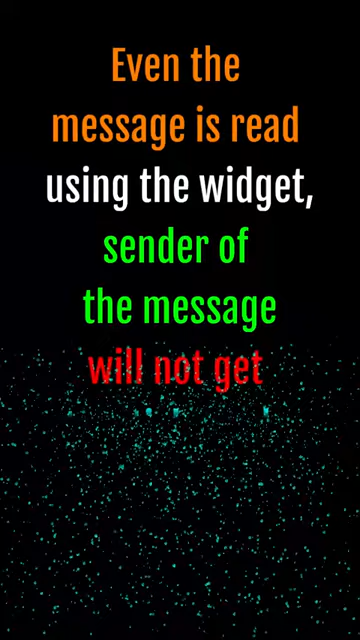 Even the
message is read
using the widget,
sender of
the message
will not get